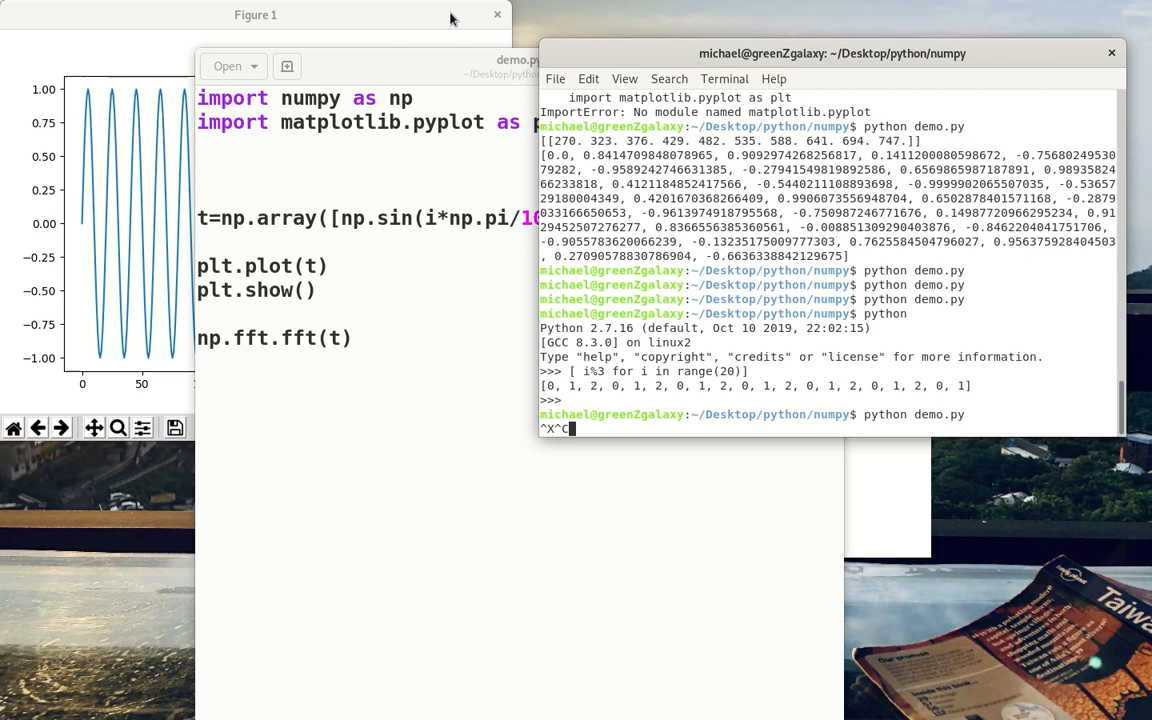 Figure 1
1.00
0.75
0.50
0.25
0.00
−0.25
−0.50
−0.75
−1.00
0
50
Open
demo.py
~/Desktop/python
import numpy as np
import matplotlib.pyplot as
t=np.array([np.sin(i*np.pi/10
plt.plot(t)
plt.show()
np.fft.fft(t)
michael@greenZgalaxy: ~/Desktop/python/numpy
File Edit View Search Terminal Help
import matplotlib.pyplot as plt
ImportError: No module named matplotlib.pyplot
michael@greenZgalaxy:~/Desktop/python/numpy$ python demo.py
[[270. 323. 376. 429. 482. 535. 588. 641. 694. 747.]]
[0.0, 0.8414709848078965, 0.9092974268256817, 0.1411200080598672, -0.75680249530
79282, -0.9589242746631385, -0.27941549819892586, 0.6569865987187891, 0.98935824
66233818, 0.4121184852417566, -0.5440211108893698, -0.9999902065507035, -0.53657
29180004349, 0.4201670368266409, 0.9906073556948704, 0.6502878401571168, -0.2879
033166650653, -0.9613974918795568, -0.750987246771676, 0.14987720966295234, 0.91
29452507276277, 0.8366556385360561, -0.008851309290403876, -0.8462204041751706,
-0.9055783620066239, -0.13235175009777303, 0.7625584504796027, 0.956375928404503
, 0.27090578830786904, -0.6636338842129675]
michael@greenZgalaxy:~/Desktop/python/numpy$ python demo.py
michael@greenZgalaxy:~/Desktop/python/numpy$ python demo.py
michael@greenZgalaxy:~/Desktop/python/numpy$ python demo.py
michael@greenZgalaxy:~/Desktop/python/numpy$ python
Python 2.7.16 (default, Oct 10 2019, 22:02:15)
[GCC 8.3.0] on linux2
Type "help", "copyright", "credits" or "license" for more information.
>>> [ i%3 for i in range(20)]
[0, 1, 2, 0, 1, 2, 0, 1, 2, 0, 1, 2, 0, 1, 2, 0, 1, 2, 0, 1]
>>>
michael@greenZgalaxy:~/Desktop/python/numpy$ python demo.py
^X^C
lonely planet
Taiwa
Our promise
Inside this book...